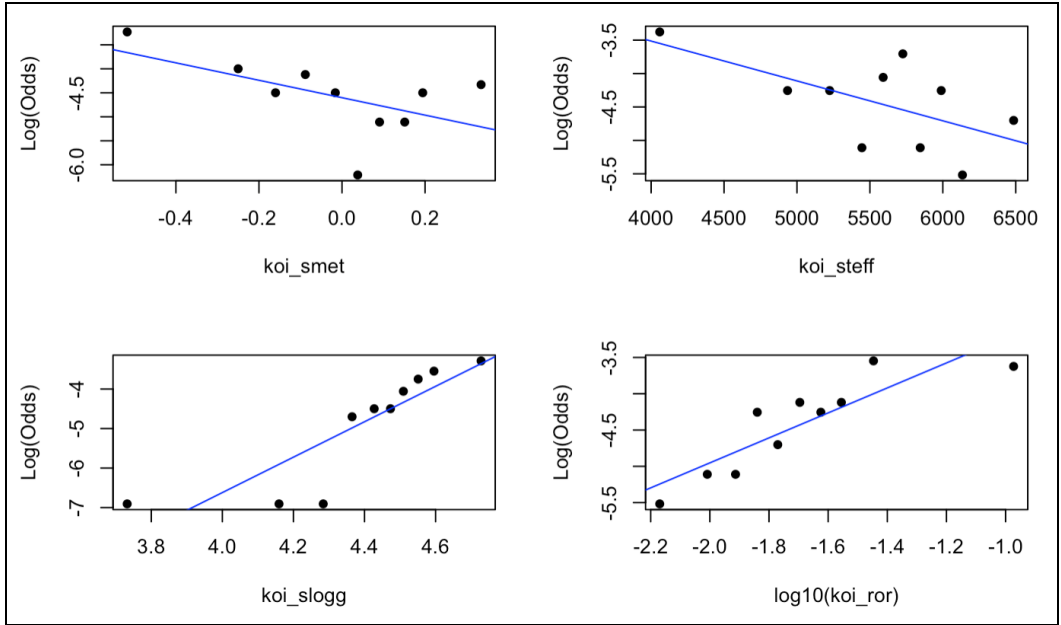 Log(Odds)
-4.5
-6.0
-0.4 -0.2 0.0 0.2
koi_smet
Log(Odds)
-3.5
-4.5
-5.5
4000 4500 5000 5500 6000 6500
koi_steff
Log(Odds)
-4
-5
-6
-7
3.8 4.0 4.2 4.4 4.6
koi_slogg
Log(Odds)
-3.5
-4.5
-5.5
-2.2 -2.0 -1.8 -1.6 -1.4 -1.2 -1.0
log10(koi_ror)